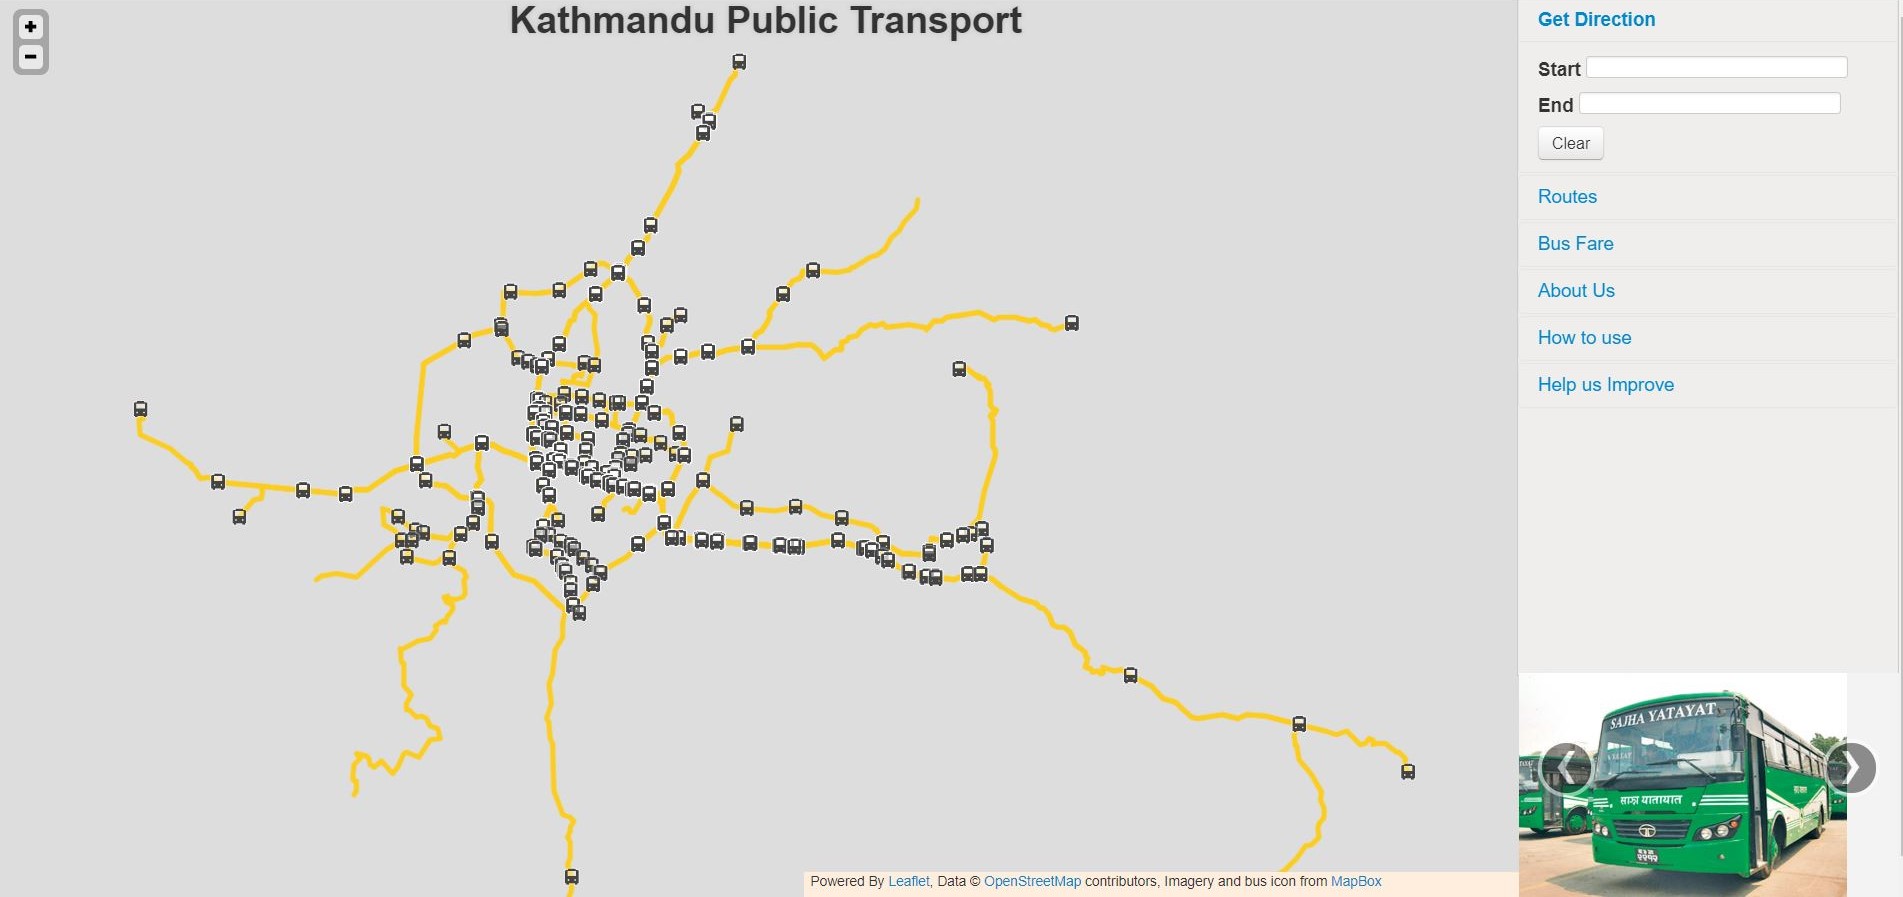 Kathmandu Public Transport
+
-
Get Direction
Start
End
Clear
Routes
Bus Fare
About Us
How to use
Help us Improve
SAJHA YATAYAT
साझा यातायात
Powered By Leaflet, Data © OpenStreetMap contributors, Imagery and bus icon from MapBox